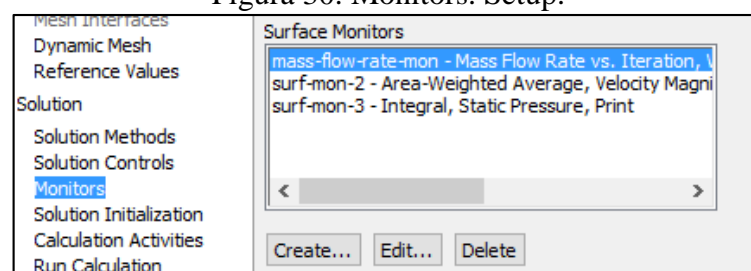 Figura 30. Monitors. Setup.
Mesh Interfaces
Dynamic Mesh
Reference Values
Solution
Solution Methods
Solution Controls
Monitors
Solution Initialization
Calculation Activities
Run Calculation
Surface Monitors
mass-flow-rate-mon - Mass Flow Rate vs. Iteration,
surf-mon-2 - Area-Weighted Average, Velocity Magni
surf-mon-3 - Integral, Static Pressure, Print
Create... Edit... Delete